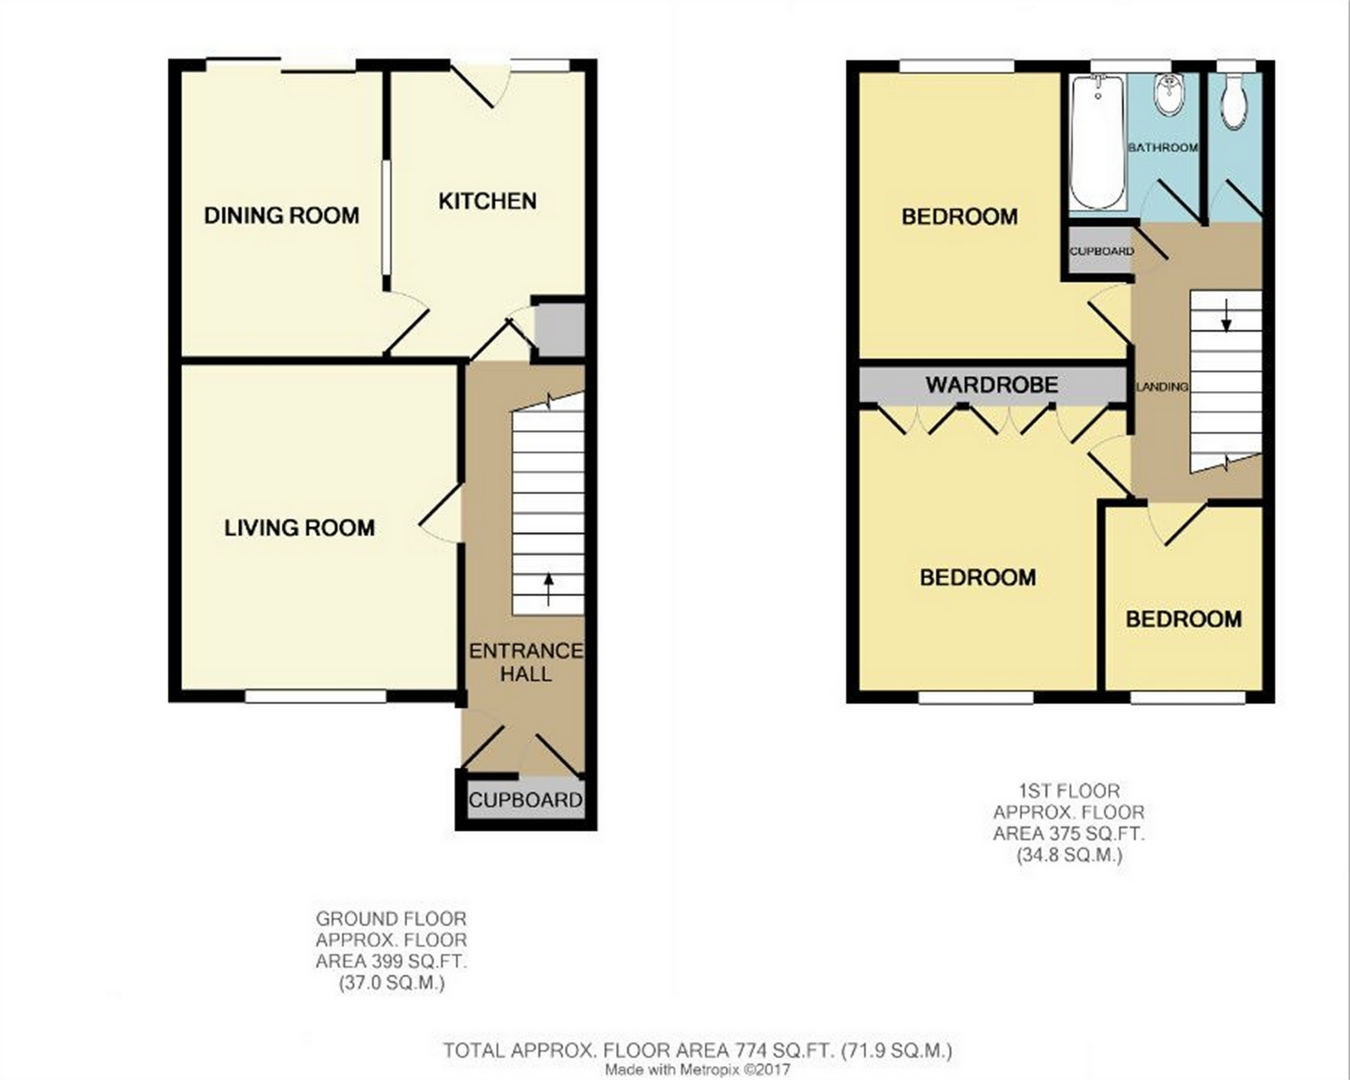 DINING ROOM
KITCHEN
LIVING ROOM
ENTRANCE
HALL
CUPBOARD
GROUND FLOOR
APPROX. FLOOR
AREA 399 SQ.FT.
(37.0 SQ.M.)
BEDROOM
BATHROOM
CUPBOARD
WARDROBE
LANDING
BEDROOM
BEDROOM
1ST FLOOR
APPROX. FLOOR
AREA 375 SQ.FT.
(34.8 SQ.M.)
TOTAL APPROX. FLOOR AREA 774 SQ.FT. (71.9 SQ.M.)
Made with Metropix ©2017